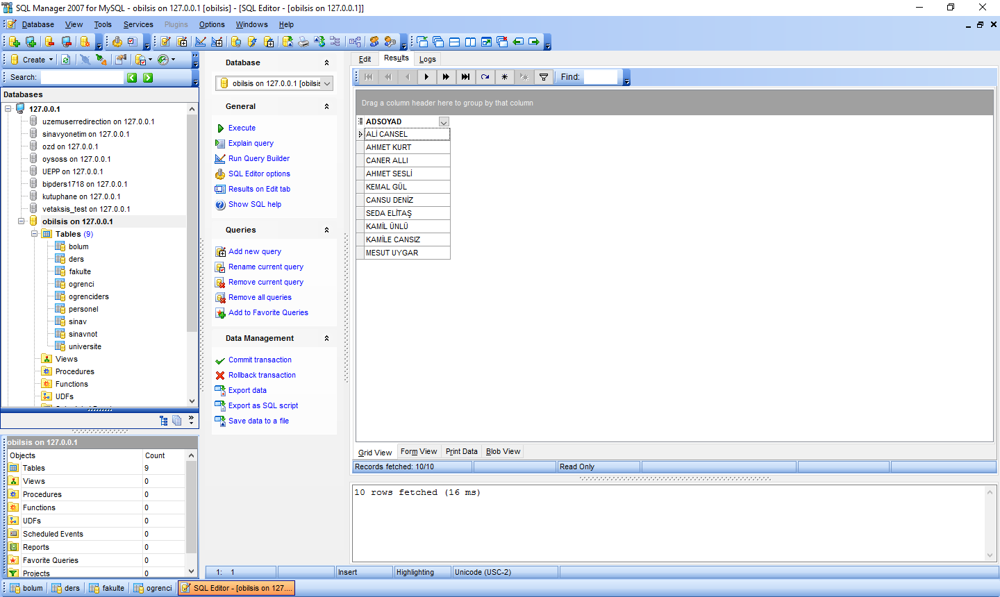 SQL Manager 2007 for MySQL - obilsis on 127.0.0.1 [obilsis] - [SQL Editor - [obilsis on 127.0.0.1]]
Database View Tools Services Plugins Options Windows Help
Create
Search:
Databases
127.0.0.1
uzemuserredirection on 127.0.0.1
sinavyonetim on 127.0.0.1
ozd on 127.0.0.1
oysoss on 127.0.0.1
UEPP on 127.0.0.1
bipders1718 on 127.0.0.1
kutuphane on 127.0.0.1
vetaksis_test on 127.0.0.1
obilsis on 127.0.0.1
Tables (9)
bolum
ders
fakulte
ogrenci
ogrenciders
personel
sinav
sinavnot
universite
Views
Procedures
Functions
UDFs
obilsis on 127.0.0.1
Objects Count
Tables 9
Views 0
Procedures 0
Functions 0
UDFs 0
Scheduled Events 0
Reports 0
Favorite Queries 0
Projects 0
Database
obilsis on 127.0.0.1 [obilsis
General
Execute
Explain query
Run Query Builder
SQL Editor options
Results on Edit tab
Show SQL help
Queries
Add new query
Rename current query
Remove current query
Remove all queries
Add to Favorite Queries
Data Management
Commit transaction
Rollback transaction
Export data
Export as SQL script
Save data to a file
Edit Results Logs
Find:
Drag a column header here to group by that column
ADSOYAD
ALİ CANSEL
AHMET KURT
CANER ALLI
AHMET SESLİ
KEMAL GÜL
CANSU DENİZ
SEDA ELİTAŞ
KAMİL ÜNLÜ
KAMİLE CANSIZ
MESUT UYGAR
Grid View Form View Print Data Blob View
Records fetched: 10/10 Read Only
10 rows fetched (16 ms)
1: 1 Insert Highlighting Unicode (USC-2)
bolum ders fakulte ogrenci SQL Editor - [obilsis on 127....